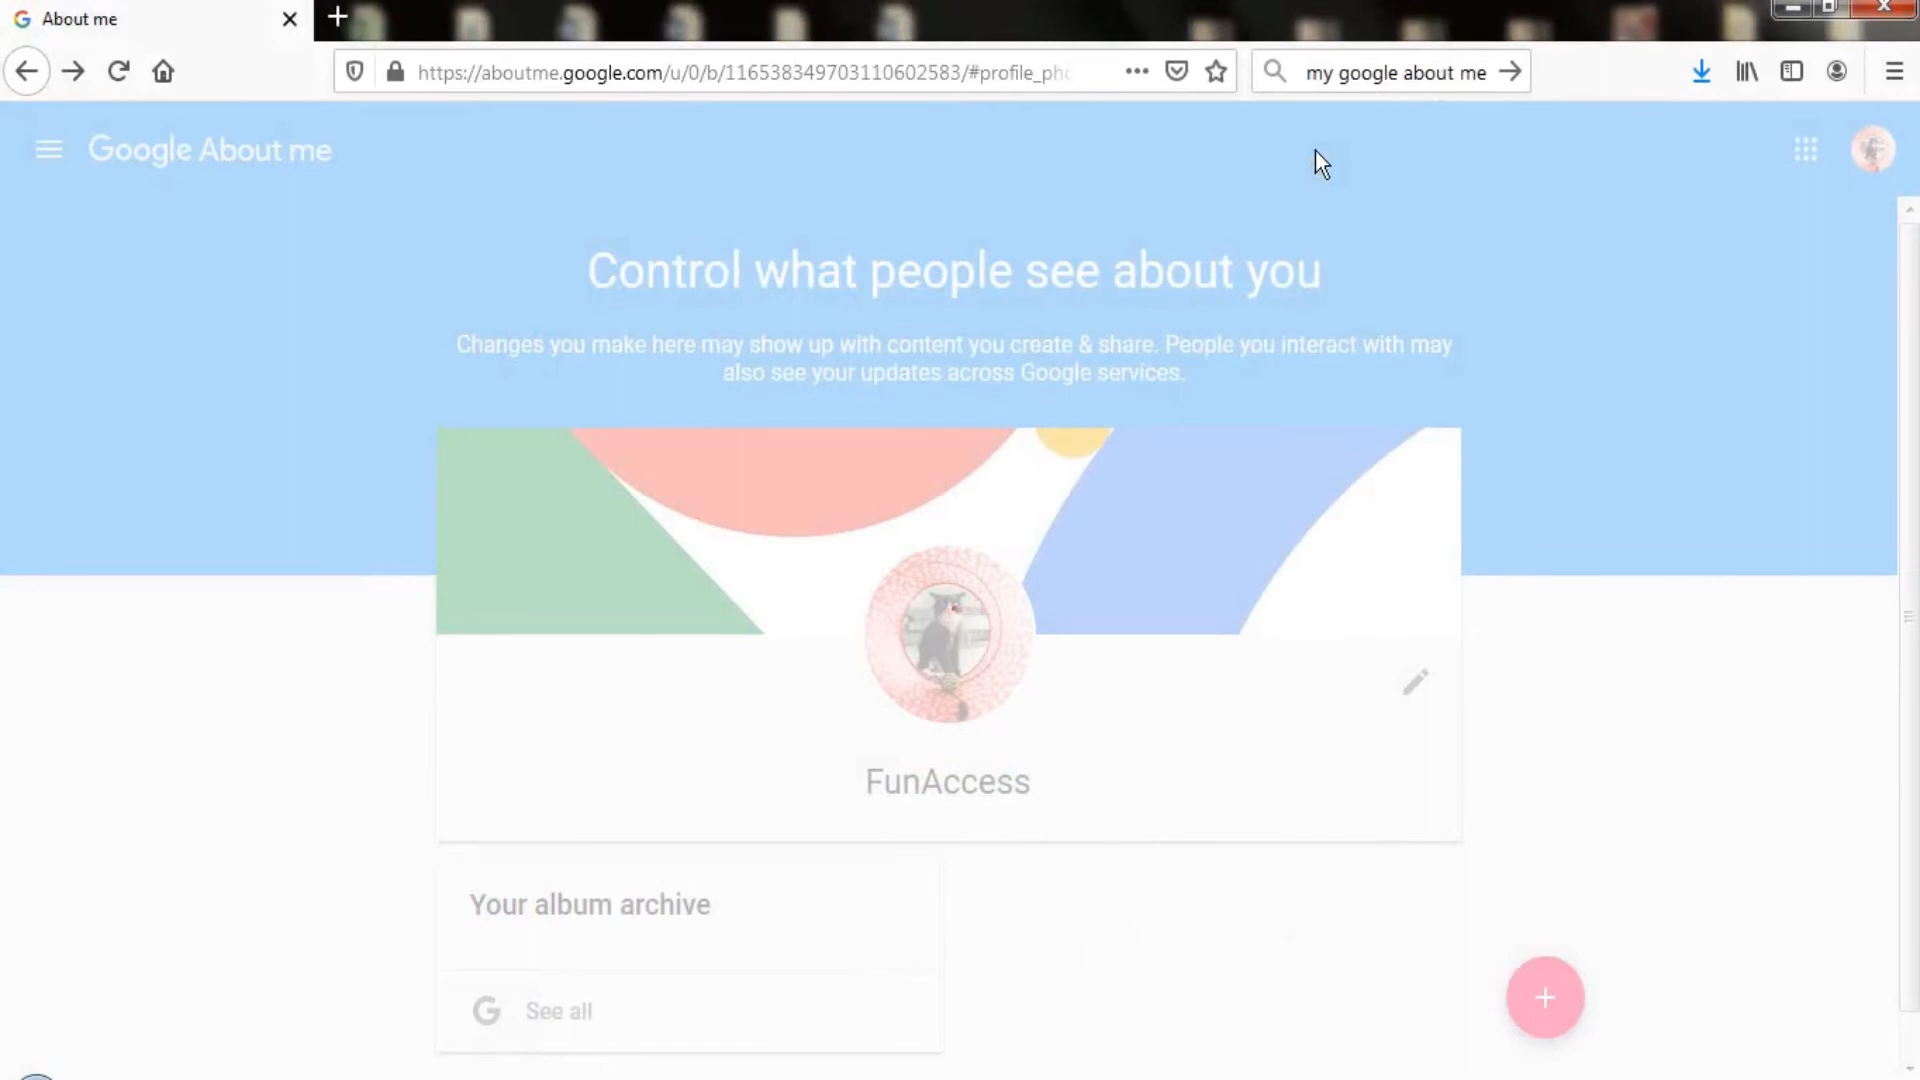 About me
https://aboutme.google.com/u/0/b/116538349703110602583/#profile_pho
my google about me
Google About me
Control what people see about you
Changes you make here may show up with content you create & share. People you interact with may
also see your updates across Google services.
FunAccess
Your album archive
See all